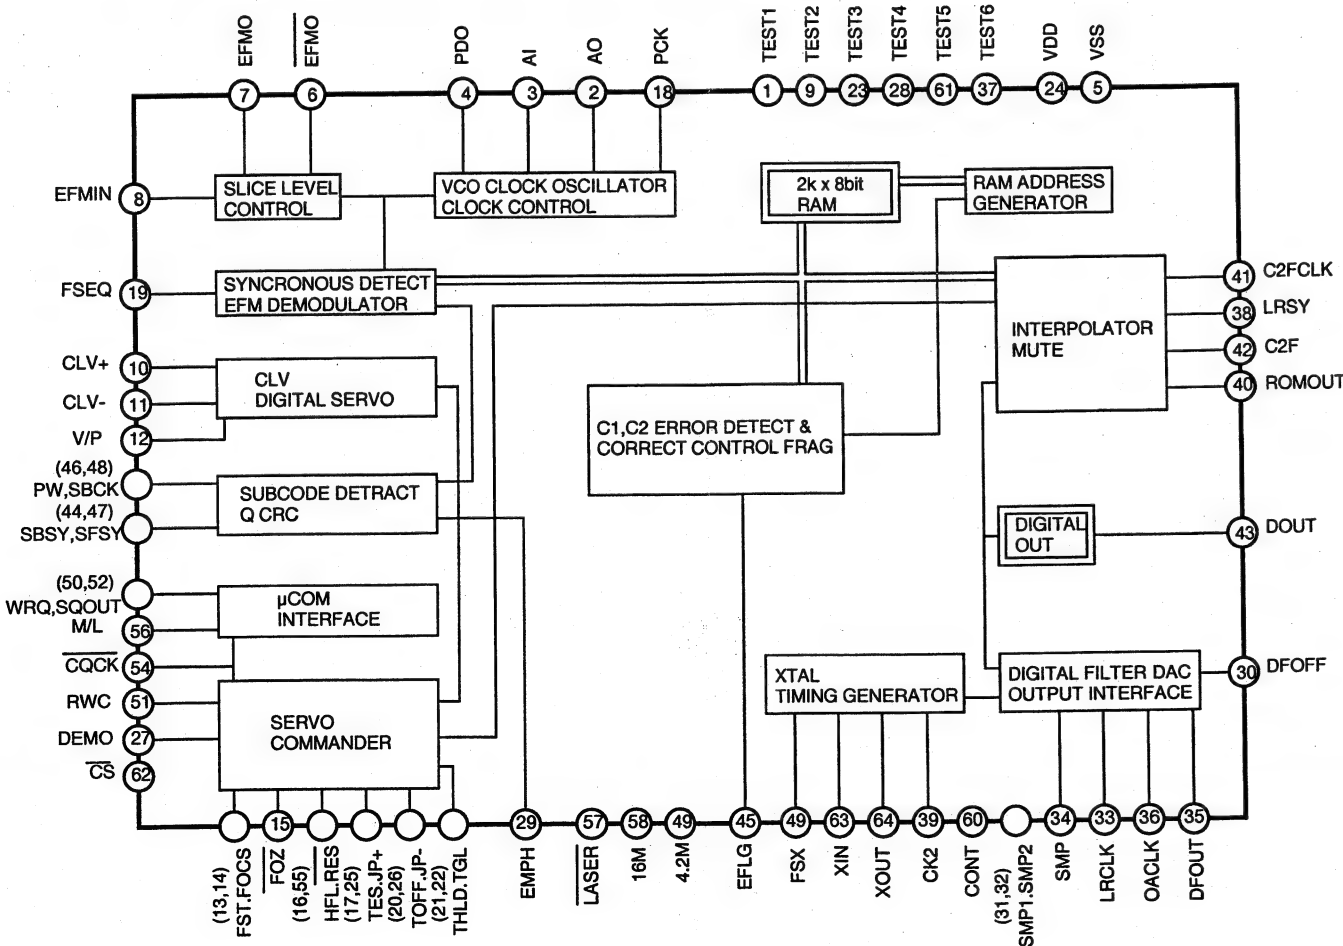 EFMO
EFMO
PDO
AI
AO
PCK
TEST1
TEST2
TEST3
TEST4
TEST5
TEST6
VDD
VSS
7
6
4
3
2
18
1
9
23
28
61
37
24
5
EFMIN
8
SLICE LEVEL
CONTROL
VCO CLOCK OSCILLATOR
CLOCK CONTROL
2k x 8bit
RAM
RAM ADDRESS
GENERATOR
FSEQ
19
SYNCRONOUS DETECT
EFM DEMODULATOR
INTERPOLATOR
MUTE
41
C2FCLK
38
LRSY
42
C2F
40
ROMOUT
CLV+
10
CLV-
11
V/P
12
CLV
DIGITAL SERVO
C1,C2 ERROR DETECT &
CORRECT CONTROL FRAG
(46,48)
PW,SBCK
(44,47)
SBSY,SFSY
SUBCODE DETRACT
Q CRC
DIGITAL
OUT
43
DOUT
(50,52)
WRQ,SQOUT
M/L
56
µCOM
INTERFACE
CQCK
54
RWC
51
DEMO
27
CS
62
SERVO
COMMANDER
XTAL
TIMING GENERATOR
DIGITAL FILTER DAC
OUTPUT INTERFACE
30
DFOFF
15
29
57
58
49
45
49
63
64
39
60
34
33
36
35
(13,14)
FST.FOCS
FOZ
(16,55)
HFL.RES
(17,25)
TES.JP+
(20,26)
TOFF.JP-
(21,22)
THLD.TGL
EMPH
LASER
16M
4.2M
EFLG
FSX
XIN
XOUT
CK2
CONT
(31,32)
SMP1.SMP2
SMP
LRCLK
OACLK
DFOUT